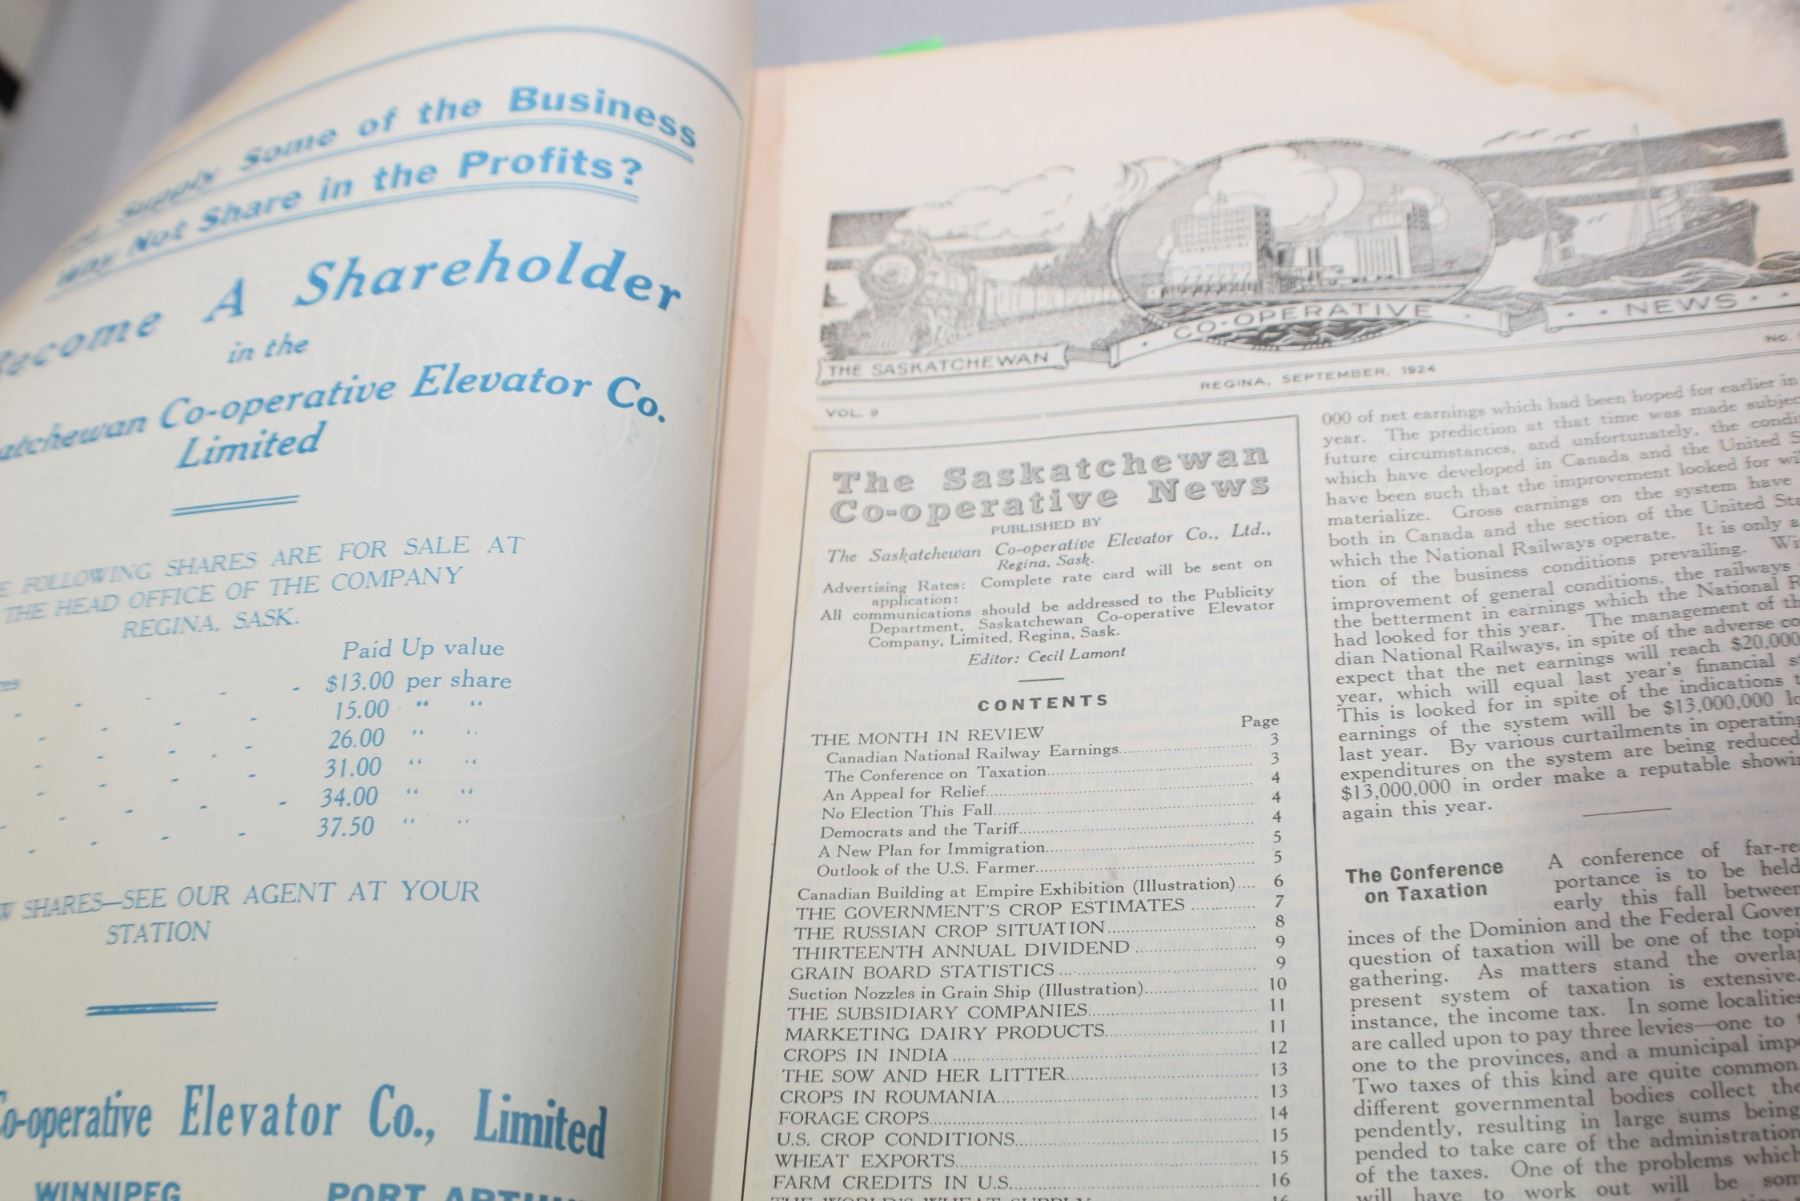 Supply Some of the Business
Why Not Share in the Profits?
Become A Shareholder
in the
Co-operative Elevator Co.
Limited
FOLLOWING SHARES ARE FOR SALE AT
THE HEAD OFFICE OF THE COMPANY
REGINA, SASK.
Paid Up value
- - - - $13.00 per share
- - - 15.00 " "
- - - 26.00 " "
- - - 31.00 " "
- - - 34.00 " "
- - - 37.50 " "
SHARES—SEE OUR AGENT AT YOUR
STATION
Co-operative Elevator Co., Limited
WINNIPEG PORT
THE SASKATCHEWAN CO-OPERATIVE NEWS
VOL. 9 REGINA, SEPTEMBER, 1924 NO.
The Saskatchewan
Co-operative News
PUBLISHED BY
The Saskatchewan Co-operative Elevator Co., Ltd.,
Regina, Sask.
Advertising Rates: Complete rate card will be sent on
application:
All communications should be addressed to the Publicity
Department, Saskatchewan Co-operative Elevator
Company, Limited, Regina, Sask.
Editor: Cecil Lamont
CONTENTS
Page
THE MONTH IN REVIEW 3
Canadian National Railway Earnings 3
The Conference on Taxation 4
An Appeal for Relief 4
No Election This Fall 4
Democrats and the Tariff 5
A New Plan for Immigration 5
Outlook of the U.S. Farmer
Canadian Building at Empire Exhibition (Illustration) 6
THE GOVERNMENT'S CROP ESTIMATES 7
THE RUSSIAN CROP SITUATION 8
THIRTEENTH ANNUAL DIVIDEND 9
GRAIN BOARD STATISTICS 9
Suction Nozzles in Grain Ship (Illustration) 10
THE SUBSIDIARY COMPANIES 11
MARKETING DAIRY PRODUCTS 11
CROPS IN INDIA 12
THE SOW AND HER LITTER 13
CROPS IN ROUMANIA 13
FORAGE CROPS 14
U.S. CROP CONDITIONS 15
WHEAT EXPORTS 15
FARM CREDITS IN U.S. 16
000 of net earnings which had been hoped for earlier in
year. The prediction at that time was made
future circumstances, and unfortunately, the
which have developed in Canada and the United
have been such that the improvement looked for
materialize. Gross earnings on the system have
both in Canada and the section of the United
which the National Railways operate. It is only
tion of the business conditions prevailing.
improvement of general conditions, the railways
the betterment in earnings which the National
had looked for this year. The management of
dian National Railways, in spite of the adverse
expect that the net earnings will reach $20,000
year, which will equal last year's financial
This is looked for in spite of the indications
earnings of the system will be $13,000,000
last year. By various curtailments in operating
expenditures on the system are being reduced
$13,000,000 in order make a reputable
again this year.
The Conference
on Taxation
A conference of
portance is to be held
early this fall between
inces of the Dominion and the Federal
question of taxation will be one of the
gathering. As matters stand the
present system of taxation is extensive.
instance, the income tax. In some localities
are called upon to pay three levies—one to
one to the provinces, and a municipal
Two taxes of this kind are quite common.
different governmental bodies collect
pendently, resulting in large sums being
pended to take care of the administration
of the taxes. One of the problems which
will have to work out will be